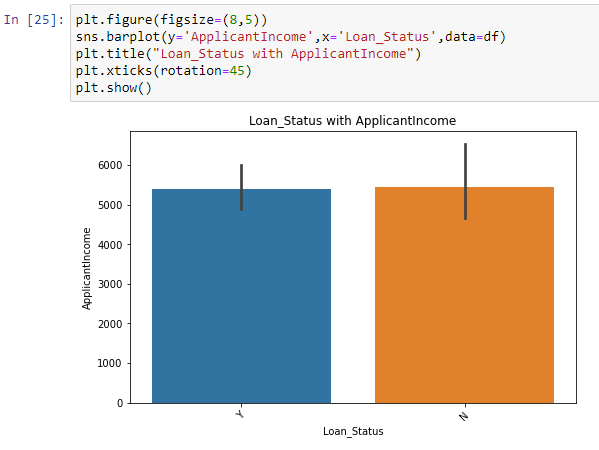 In [25]: plt.figure(figsize=(8,5))
sns.barplot(y='ApplicantIncome',x='Loan_Status',data=df)
plt.title("Loan_Status with ApplicantIncome")
plt.xticks(rotation=45)
plt.show()
Loan_Status with ApplicantIncome
6000
5000
4000
3000
2000
1000
0
ApplicantIncome
Y
N
Loan_Status